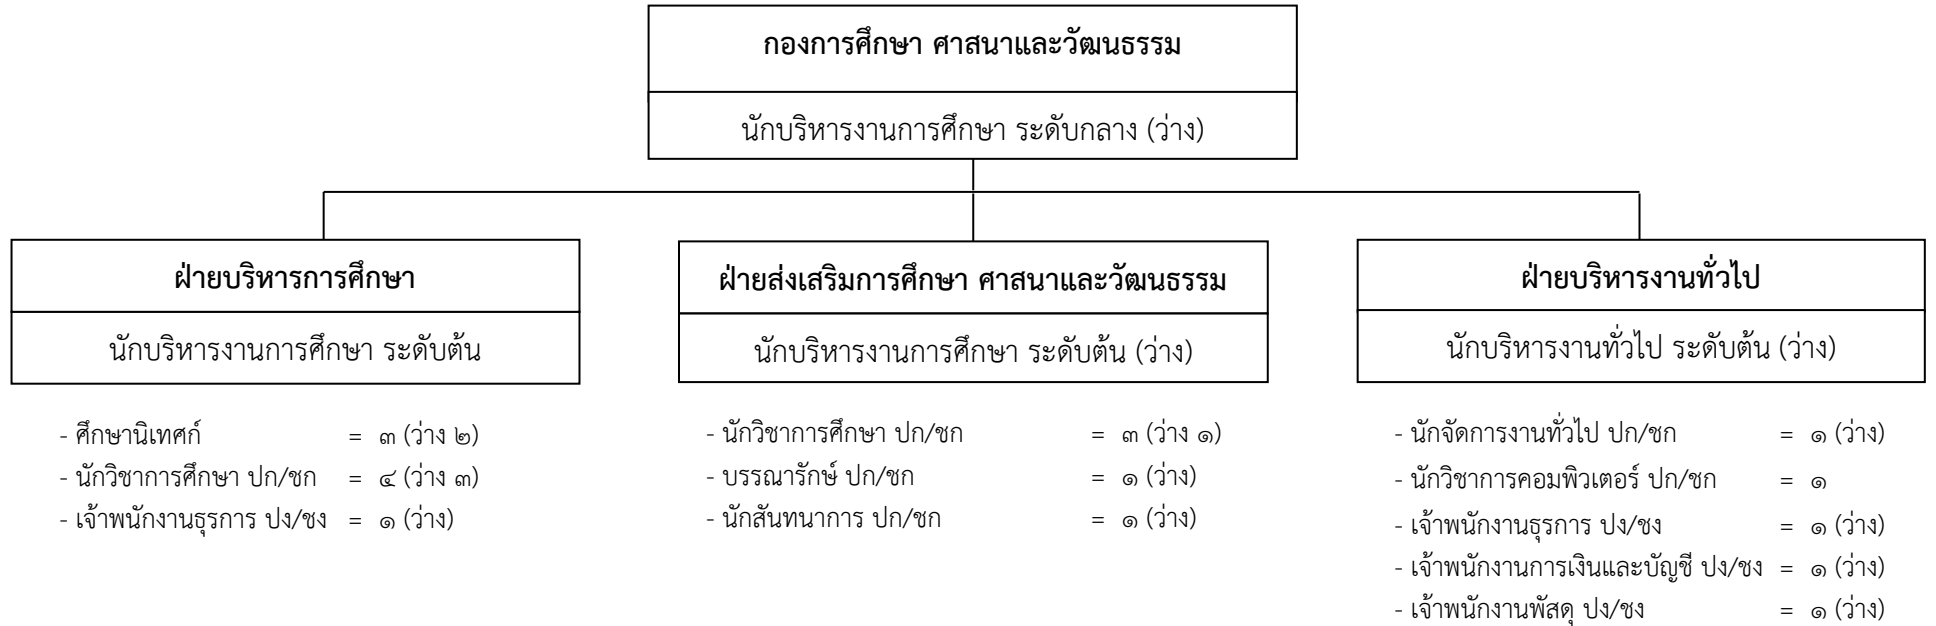 กองการศึกษา ศาสนาและวัฒนธรรม
นักบริหารงานการศึกษา ระดับกลาง (ว่าง)
ฝ่ายบริหารการศึกษา
นักบริหารงานการศึกษา ระดับต้น
- ศึกษานิเทศก์ = ๓ (ว่าง ๒)
- นักวิชาการศึกษา ปก/ชก = ๔ (ว่าง ๓)
- เจ้าพนักงานธุรการ ปง/ชง = ๑ (ว่าง)
ฝ่ายส่งเสริมการศึกษา ศาสนาและวัฒนธรรม
นักบริหารงานการศึกษา ระดับต้น (ว่าง)
- นักวิชาการศึกษา ปก/ชก = ๓ (ว่าง ๑)
- บรรณารักษ์ ปก/ชก = ๑ (ว่าง)
- นักสันทนาการ ปก/ชก = ๑ (ว่าง)
ฝ่ายบริหารงานทั่วไป
นักบริหารงานทั่วไป ระดับต้น (ว่าง)
- นักจัดการงานทั่วไป ปก/ชก = ๑ (ว่าง)
- นักวิชาการคอมพิวเตอร์ ปก/ชก = ๑
- เจ้าพนักงานธุรการ ปง/ชง = ๑ (ว่าง)
- เจ้าพนักงานการเงินและบัญชี ปง/ชง = ๑ (ว่าง)
- เจ้าพนักงานพัสดุ ปง/ชง = ๑ (ว่าง)